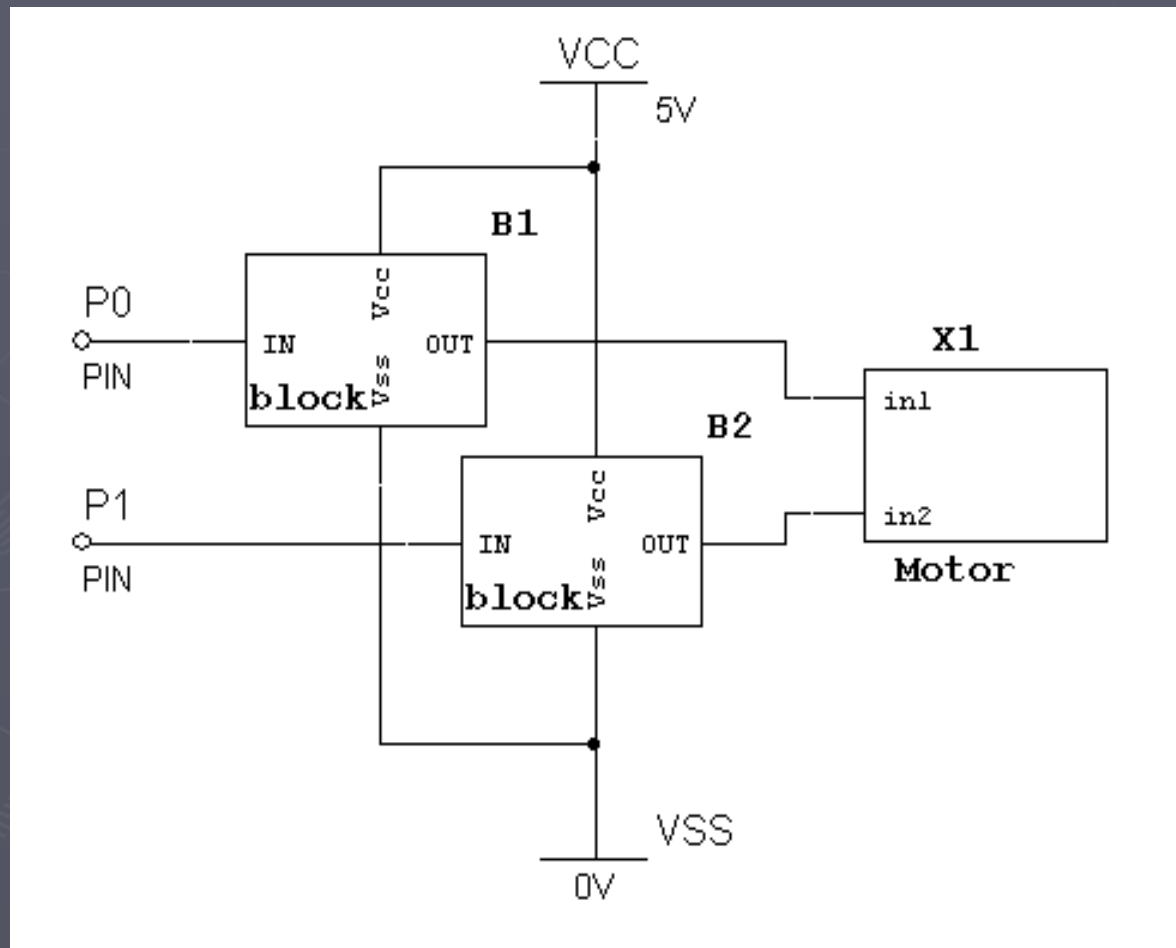 VCC
5V
B1
P0
PIN
IN
Vcc
Vss
OUT
block
X1
in1
in2
Motor
B2
P1
PIN
IN
Vcc
Vss
OUT
block
VSS
0V